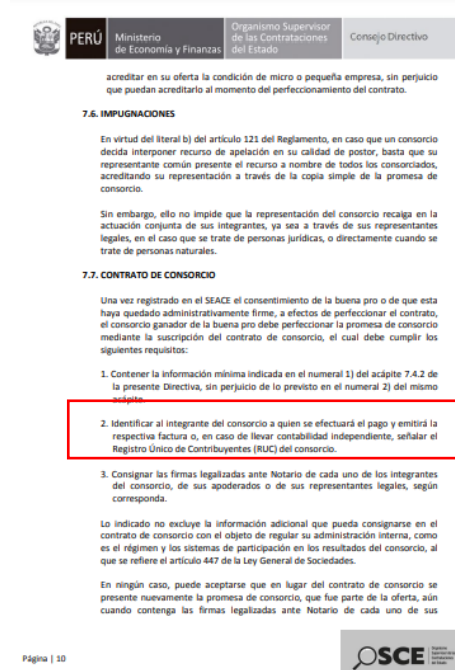 PERÚ
Ministerio
de Economía y Finanzas
Organismo Supervisor
de las Contrataciones
del Estado
Consejo Directivo
acreditar en su oferta la condición de micro o pequeña empresa, sin perjuicio
que puedan acreditarlo al momento del perfeccionamiento del contrato.
7.6. IMPUGNACIONES
En virtud del literal b) del artículo 121 del Reglamento, en caso que un consorcio
decida interponer recurso de apelación en su calidad de postor, basta que su
representante común presente el recurso a nombre de todos los consorciados,
acreditando su representación a través de la copia simple de la promesa de
consorcio.
Sin embargo, ello no impide que la representación del consorcio recaiga en la
actuación conjunta de sus integrantes, ya sea a través de sus representantes
legales, en el caso que se trate de personas jurídicas, o directamente cuando se
trate de personas naturales.
7.7. CONTRATO DE CONSORCIO
Una vez registrado en el SEACE el consentimiento de la buena pro o de que esta
haya quedado administrativamente firme, a efectos de perfeccionar el contrato,
el consorcio ganador de la buena pro debe perfeccionar la promesa de consorcio
mediante la suscripción del contrato de consorcio, el cual debe cumplir los
siguientes requisitos:
1. Contener la información mínima indicada en el numeral 1) del acápite 7.4.2 de
la presente Directiva, sin perjuicio de lo previsto en el numeral 2) del mismo
acápite.
2. Identificar al integrante del consorcio a quien se efectuará el pago y emitirá la
respectiva factura o, en caso de llevar contabilidad independiente, señalar el
Registro Único de Contribuyentes (RUC) del consorcio.
3. Consignar las firmas legalizadas ante Notario de cada uno de los integrantes
del consorcio, de sus apoderados o de sus representantes legales, según
corresponda.
Lo indicado no excluye la información adicional que pueda consignarse en el
contrato de consorcio con el objeto de regular su administración interna, como
es el régimen y los sistemas de participación en los resultados del consorcio, al
que se refiere el artículo 447 de la Ley General de Sociedades.
En ningún caso, puede aceptarse que en lugar del contrato de consorcio se
presente nuevamente la promesa de consorcio, que fue parte de la oferta, aún
cuando contenga las firmas legalizadas ante Notario de cada uno de sus
Página | 10
OSCE